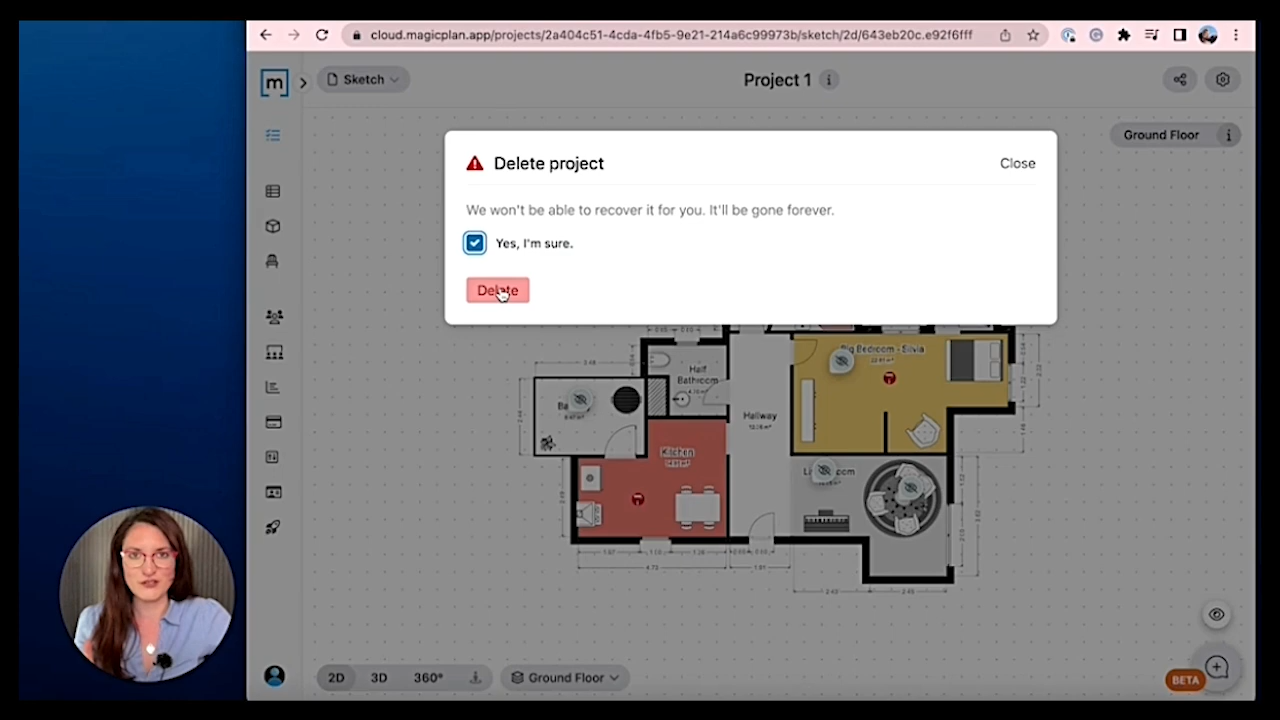 cloud.magicplan.app/projects/2a404c51-4cda-4fb5-9e21-214a6c99973b/sketch/2d/643eb20c.e92f6fff
m
Sketch
Project 1
i
Ground Floor
i
Delete project
Close
We won't be able to recover it for you. It'll be gone forever.
Yes, I'm sure.
Delete
Big Bedroom - Silvia
Half
Bathroom
Hallway
Kitchen
2D
3D
360°
Ground Floor
BETA